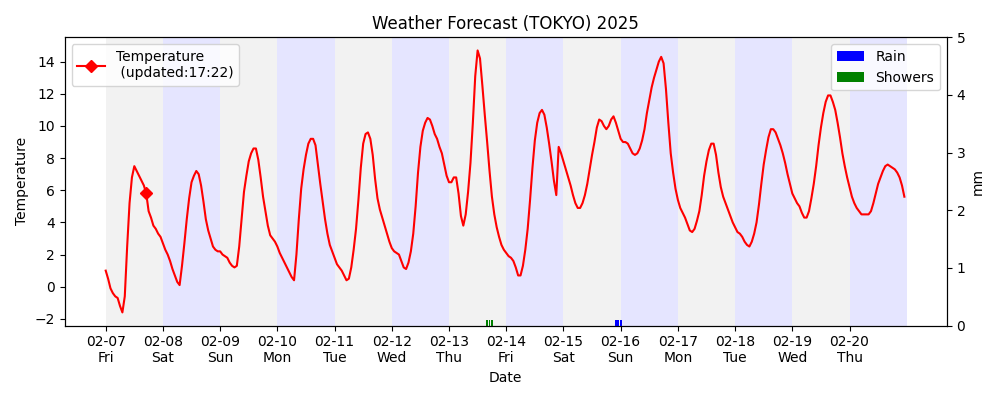 Weather Forecast (TOKYO) 2025
Temperature
(updated:17:22)
Rain
Showers
Temperature
14
12
10
8
6
4
2
0
−2
5
4
3
2
1
0
mm
02-07 02-08 02-09 02-10 02-11 02-12 02-13 02-14 02-15 02-16 02-17 02-18 02-19 02-20
Fri Sat Sun Mon Tue Wed Thu Fri Sat Sun Mon Tue Wed Thu
Date